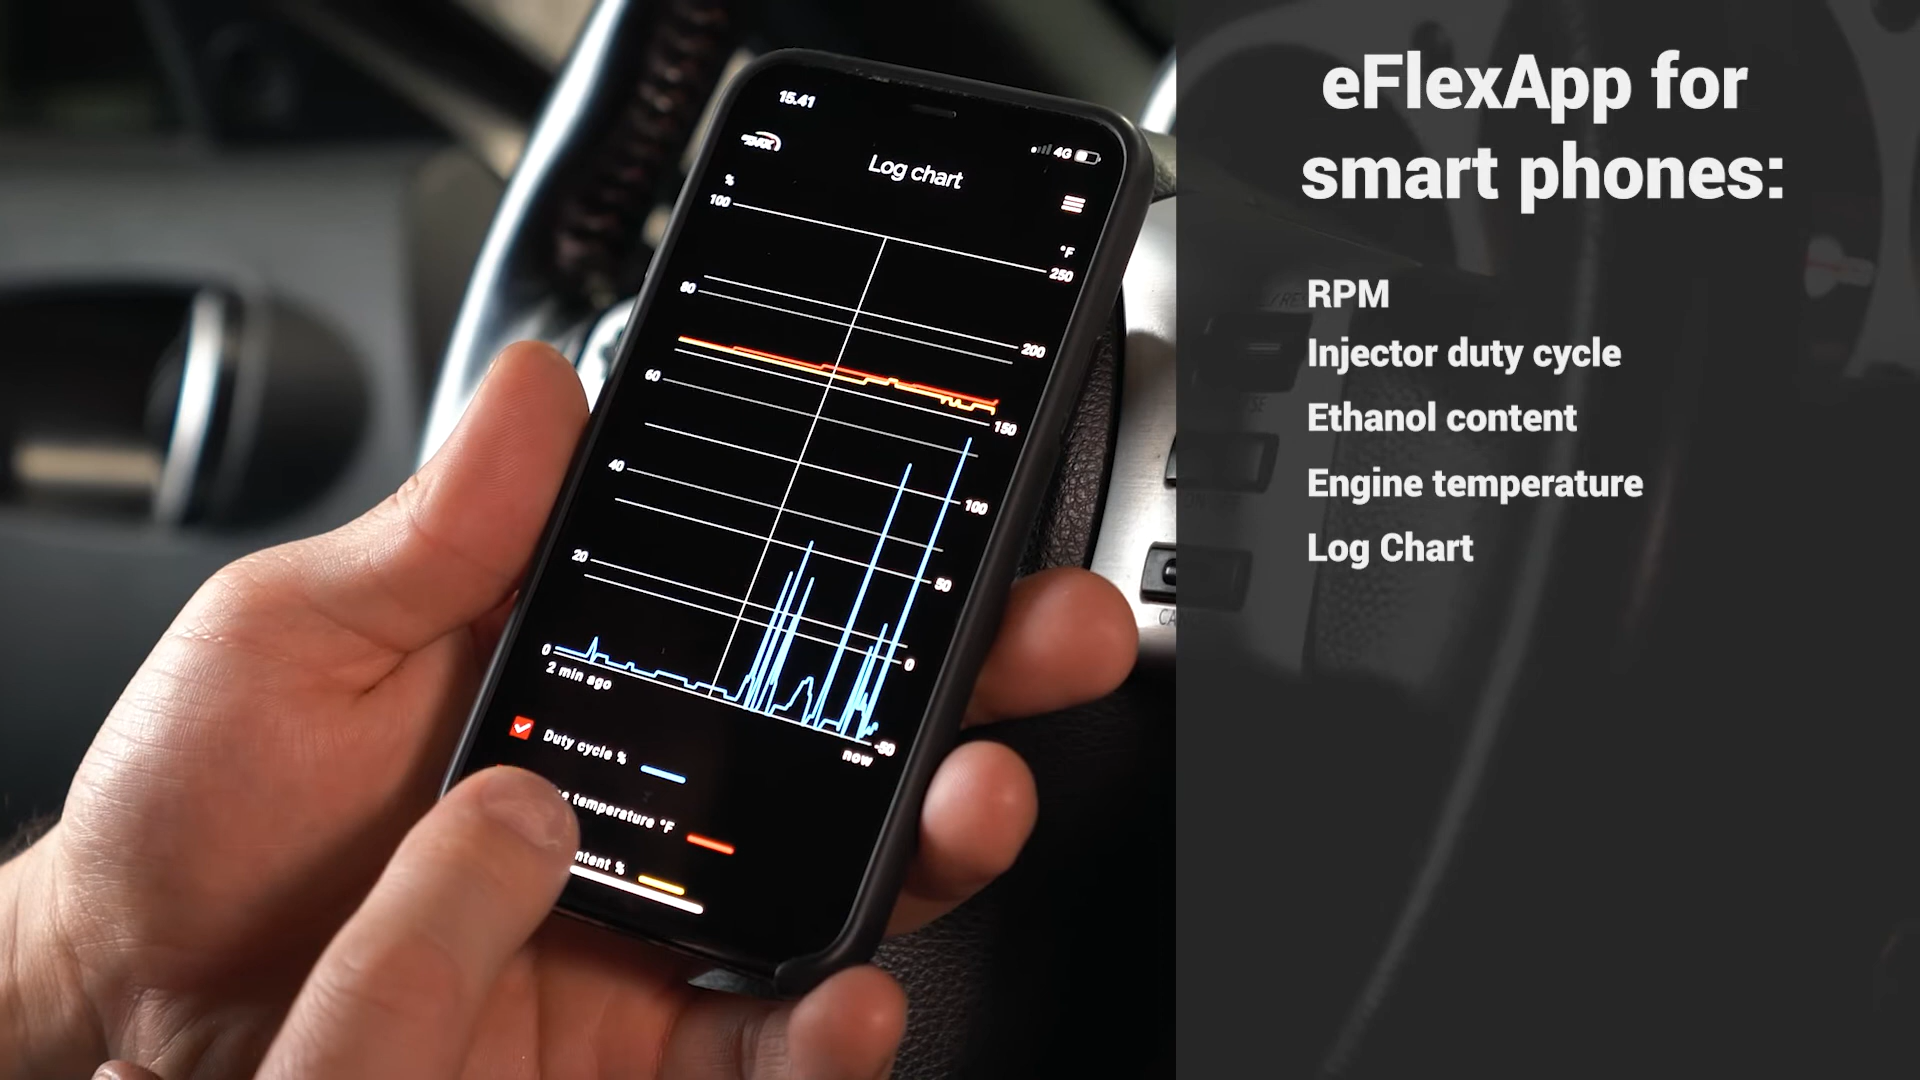 15.41
4G
Log chart
%
100
°F
250
80
200
60
150
40
100
20
50
0
0
2 min ago
-50
now
Duty cycle %
temperature °F
%
eFlexApp for
smart phones:
RPM
Injector duty cycle
Ethanol content
Engine temperature
Log Chart